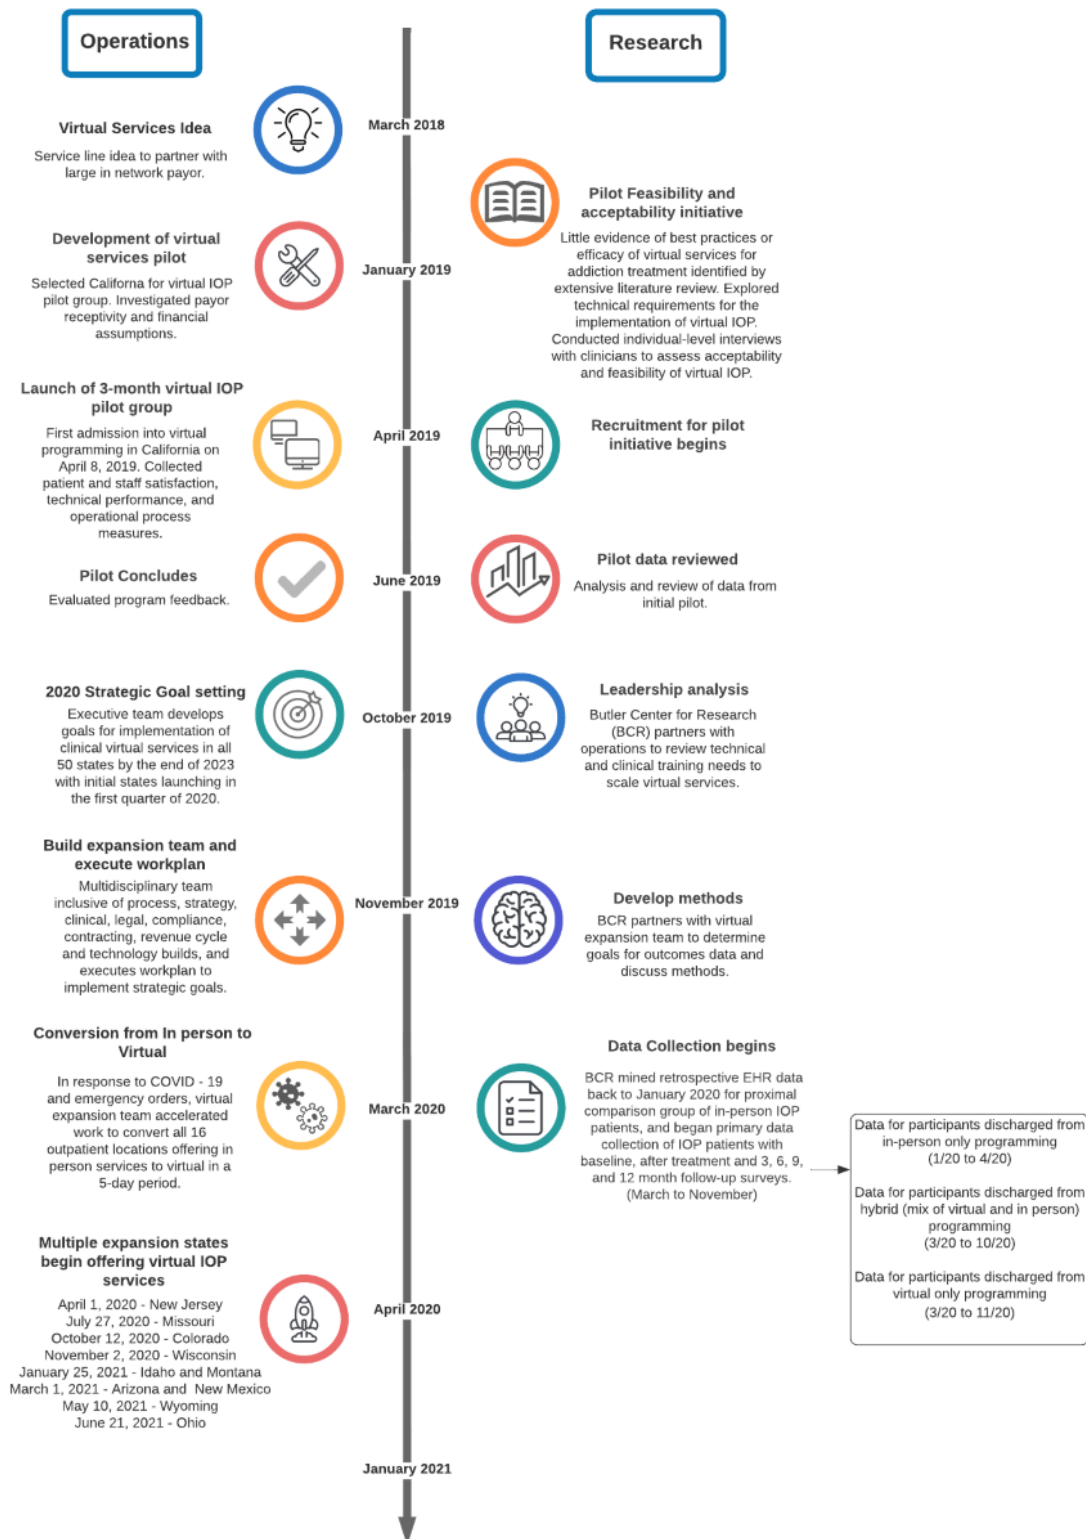 Operations
Research
March 2018
Virtual Services Idea
Service line idea to partner with
large in network payor.
Pilot Feasibility and
acceptability initiative
Little evidence of best practices or
efficacy of virtual services for
addiction treatment identified by
extensive literature review. Explored
technical requirements for the
implementation of virtual IOP.
Conducted individual-level interviews
with clinicians to assess acceptability
and feasibility of virtual IOP.
Development of virtual
services pilot
Selected Californa for virtual IOP
pilot group. Investigated payor
receptivity and financial
assumptions.
January 2019
Launch of 3-month virtual IOP
pilot group
First admission into virtual
programming in California on
April 8, 2019. Collected
patient and staff satisfaction,
technical performance, and
operational process
measures.
April 2019
Recruitment for pilot
initiative begins
Pilot Concludes
Evaluated program feedback.
June 2019
Pilot data reviewed
Analysis and review of data from
initial pilot.
2020 Strategic Goal setting
Executive team develops
goals for implementation of
clinical virtual services in all
50 states by the end of 2023
with initial states launching in
the first quarter of 2020.
October 2019
Leadership analysis
Butler Center for Research
(BCR) partners with
operations to review technical
and clinical training needs to
scale virtual services.
Build expansion team and
execute workplan
Multidisciplinary team
inclusive of process, strategy,
clinical, legal, compliance,
contracting, revenue cycle
and technology builds, and
executes workplan to
implement strategic goals.
November 2019
Develop methods
BCR partners with virtual
expansion team to determine
goals for outcomes data and
discuss methods.
Conversion from In person to
Virtual
In response to COVID - 19
and emergency orders, virtual
expansion team accelerated
work to convert all 16
outpatient locations offering in
person services to virtual in a
5-day period.
March 2020
Data Collection begins
BCR mined retrospective EHR data
back to January 2020 for proximal
comparison group of in-person IOP
patients, and began primary data
collection of IOP patients with
baseline, after treatment and 3, 6, 9,
and 12 month follow-up surveys.
(March to November)
Data for participants discharged from
in-person only programming
(1/20 to 4/20)
Data for participants discharged from
hybrid (mix of virtual and in person)
programming
(3/20 to 10/20)
Data for participants discharged from
virtual only programming
(3/20 to 11/20)
Multiple expansion states
begin offering virtual IOP
services
April 1, 2020 - New Jersey
July 27, 2020 - Missouri
October 12, 2020 - Colorado
November 2, 2020 - Wisconsin
January 25, 2021 - Idaho and Montana
March 1, 2021 - Arizona and New Mexico
May 10, 2021 - Wyoming
June 21, 2021 - Ohio
April 2020
January 2021